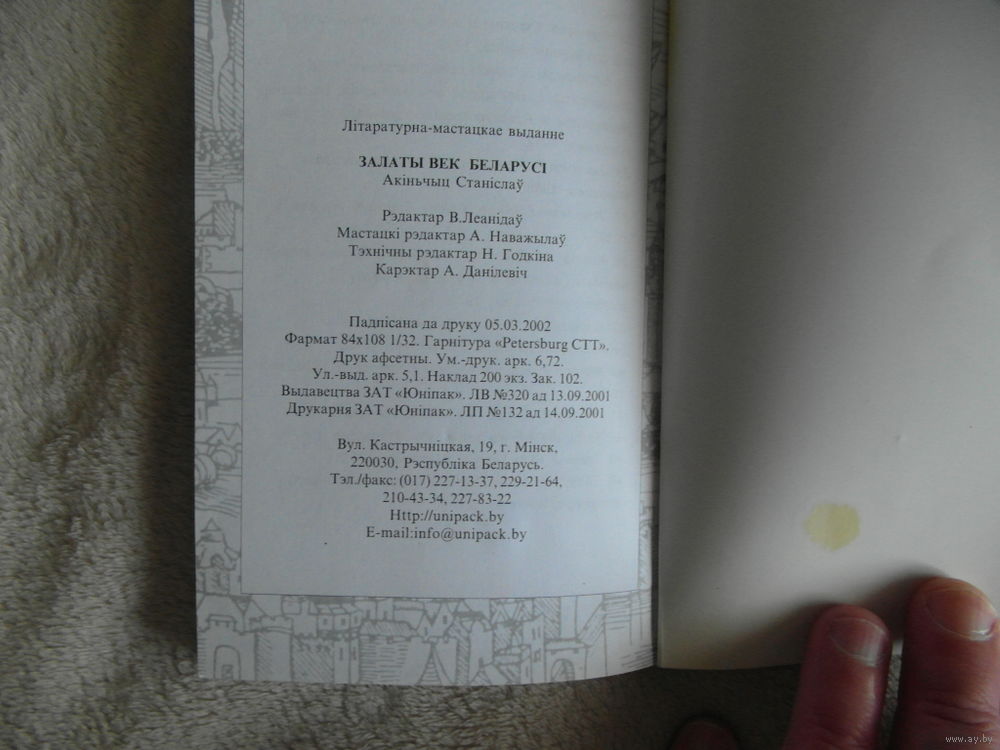 Літаратурна-мастацкае выданне
ЗАЛАТЫ ВЕК БЕЛАРУСІ
Акіньчыц Станіслаў
Рэдактар В.Леанідаў
Мастацкі рэдактар А. Наважылаў
Тэхнічны рэдактар Н. Годкіна
Карэктар А. Данілевіч
Падпісана да друку 05.03.2002
Фармат 84х108 1/32. Гарнітура «Petersburg СТТ».
Друк афсетны. Ум.-друк. арк. 6,72.
Ул.-выд. арк. 5,1. Наклад 200 экз. Зак. 102.
Выдавецтва ЗАТ «Юніпак». ЛВ №320 ад 13.09.2001
Друкарня ЗАТ «Юніпак». ЛП №132 ад 14.09.2001
Вул. Кастрычніцкая, 19, г. Мінск,
220030, Рэспубліка Беларусь.
Тэл./факс: (017) 227-13-37, 229-21-64,
210-43-34, 227-83-22
Http://unipack.by
E-mail:info@unipack.by
www.ay.by